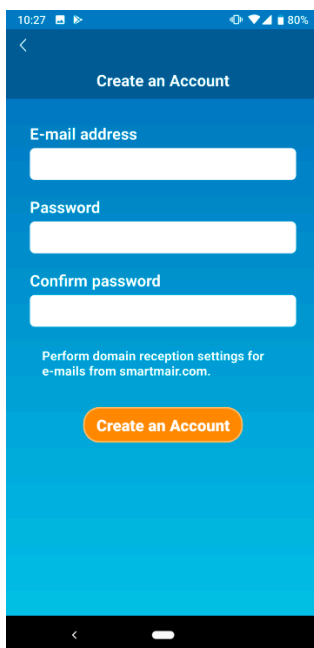 10:27 80%
Create an Account
E-mail address
Password
Confirm password
Perform domain reception settings for
e-mails from smartmair.com.
Create an Account